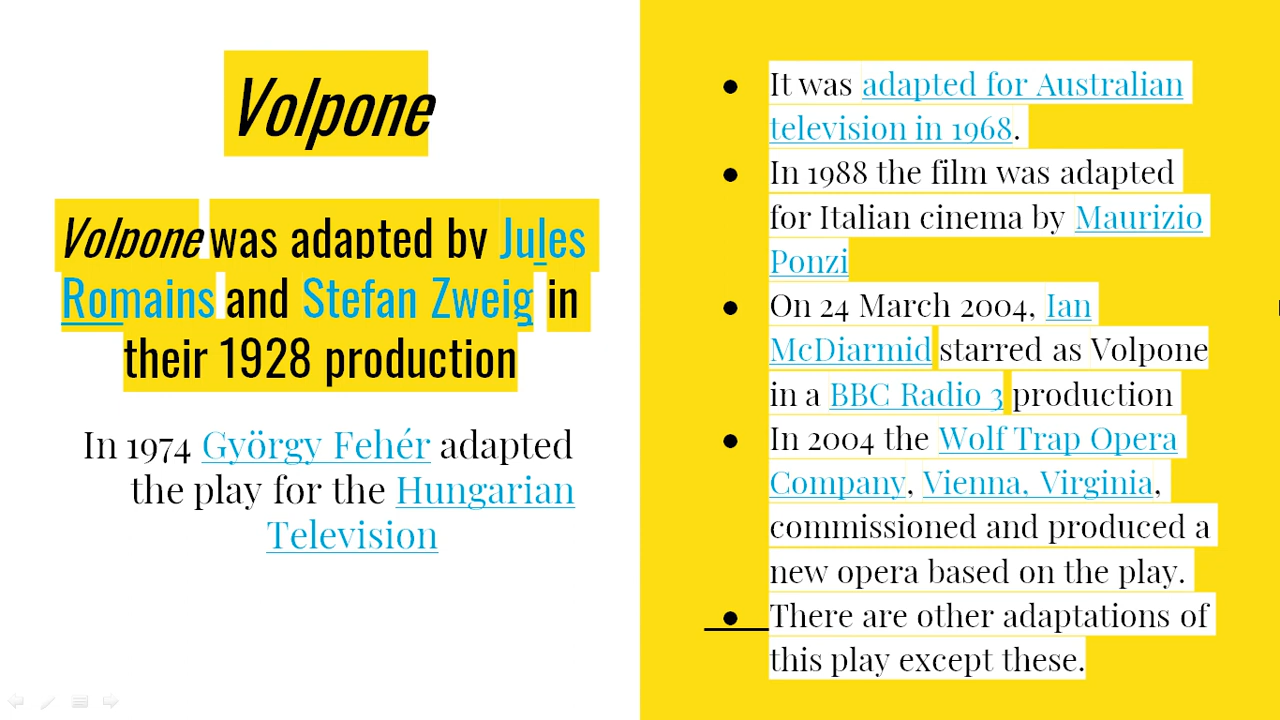 Volpone
Volpone was adapted by Jules
Romains and Stefan Zweig in
their 1928 production
In 1974 György Fehér adapted
the play for the Hungarian
Television
● It was adapted for Australian
television in 1968.
● In 1988 the film was adapted
for Italian cinema by Maurizio
Ponzi
● On 24 March 2004, Ian
McDiarmid starred as Volpone
in a BBC Radio 3 production
● In 2004 the Wolf Trap Opera
Company, Vienna, Virginia,
commissioned and produced a
new opera based on the play.
● There are other adaptations of
this play except these.